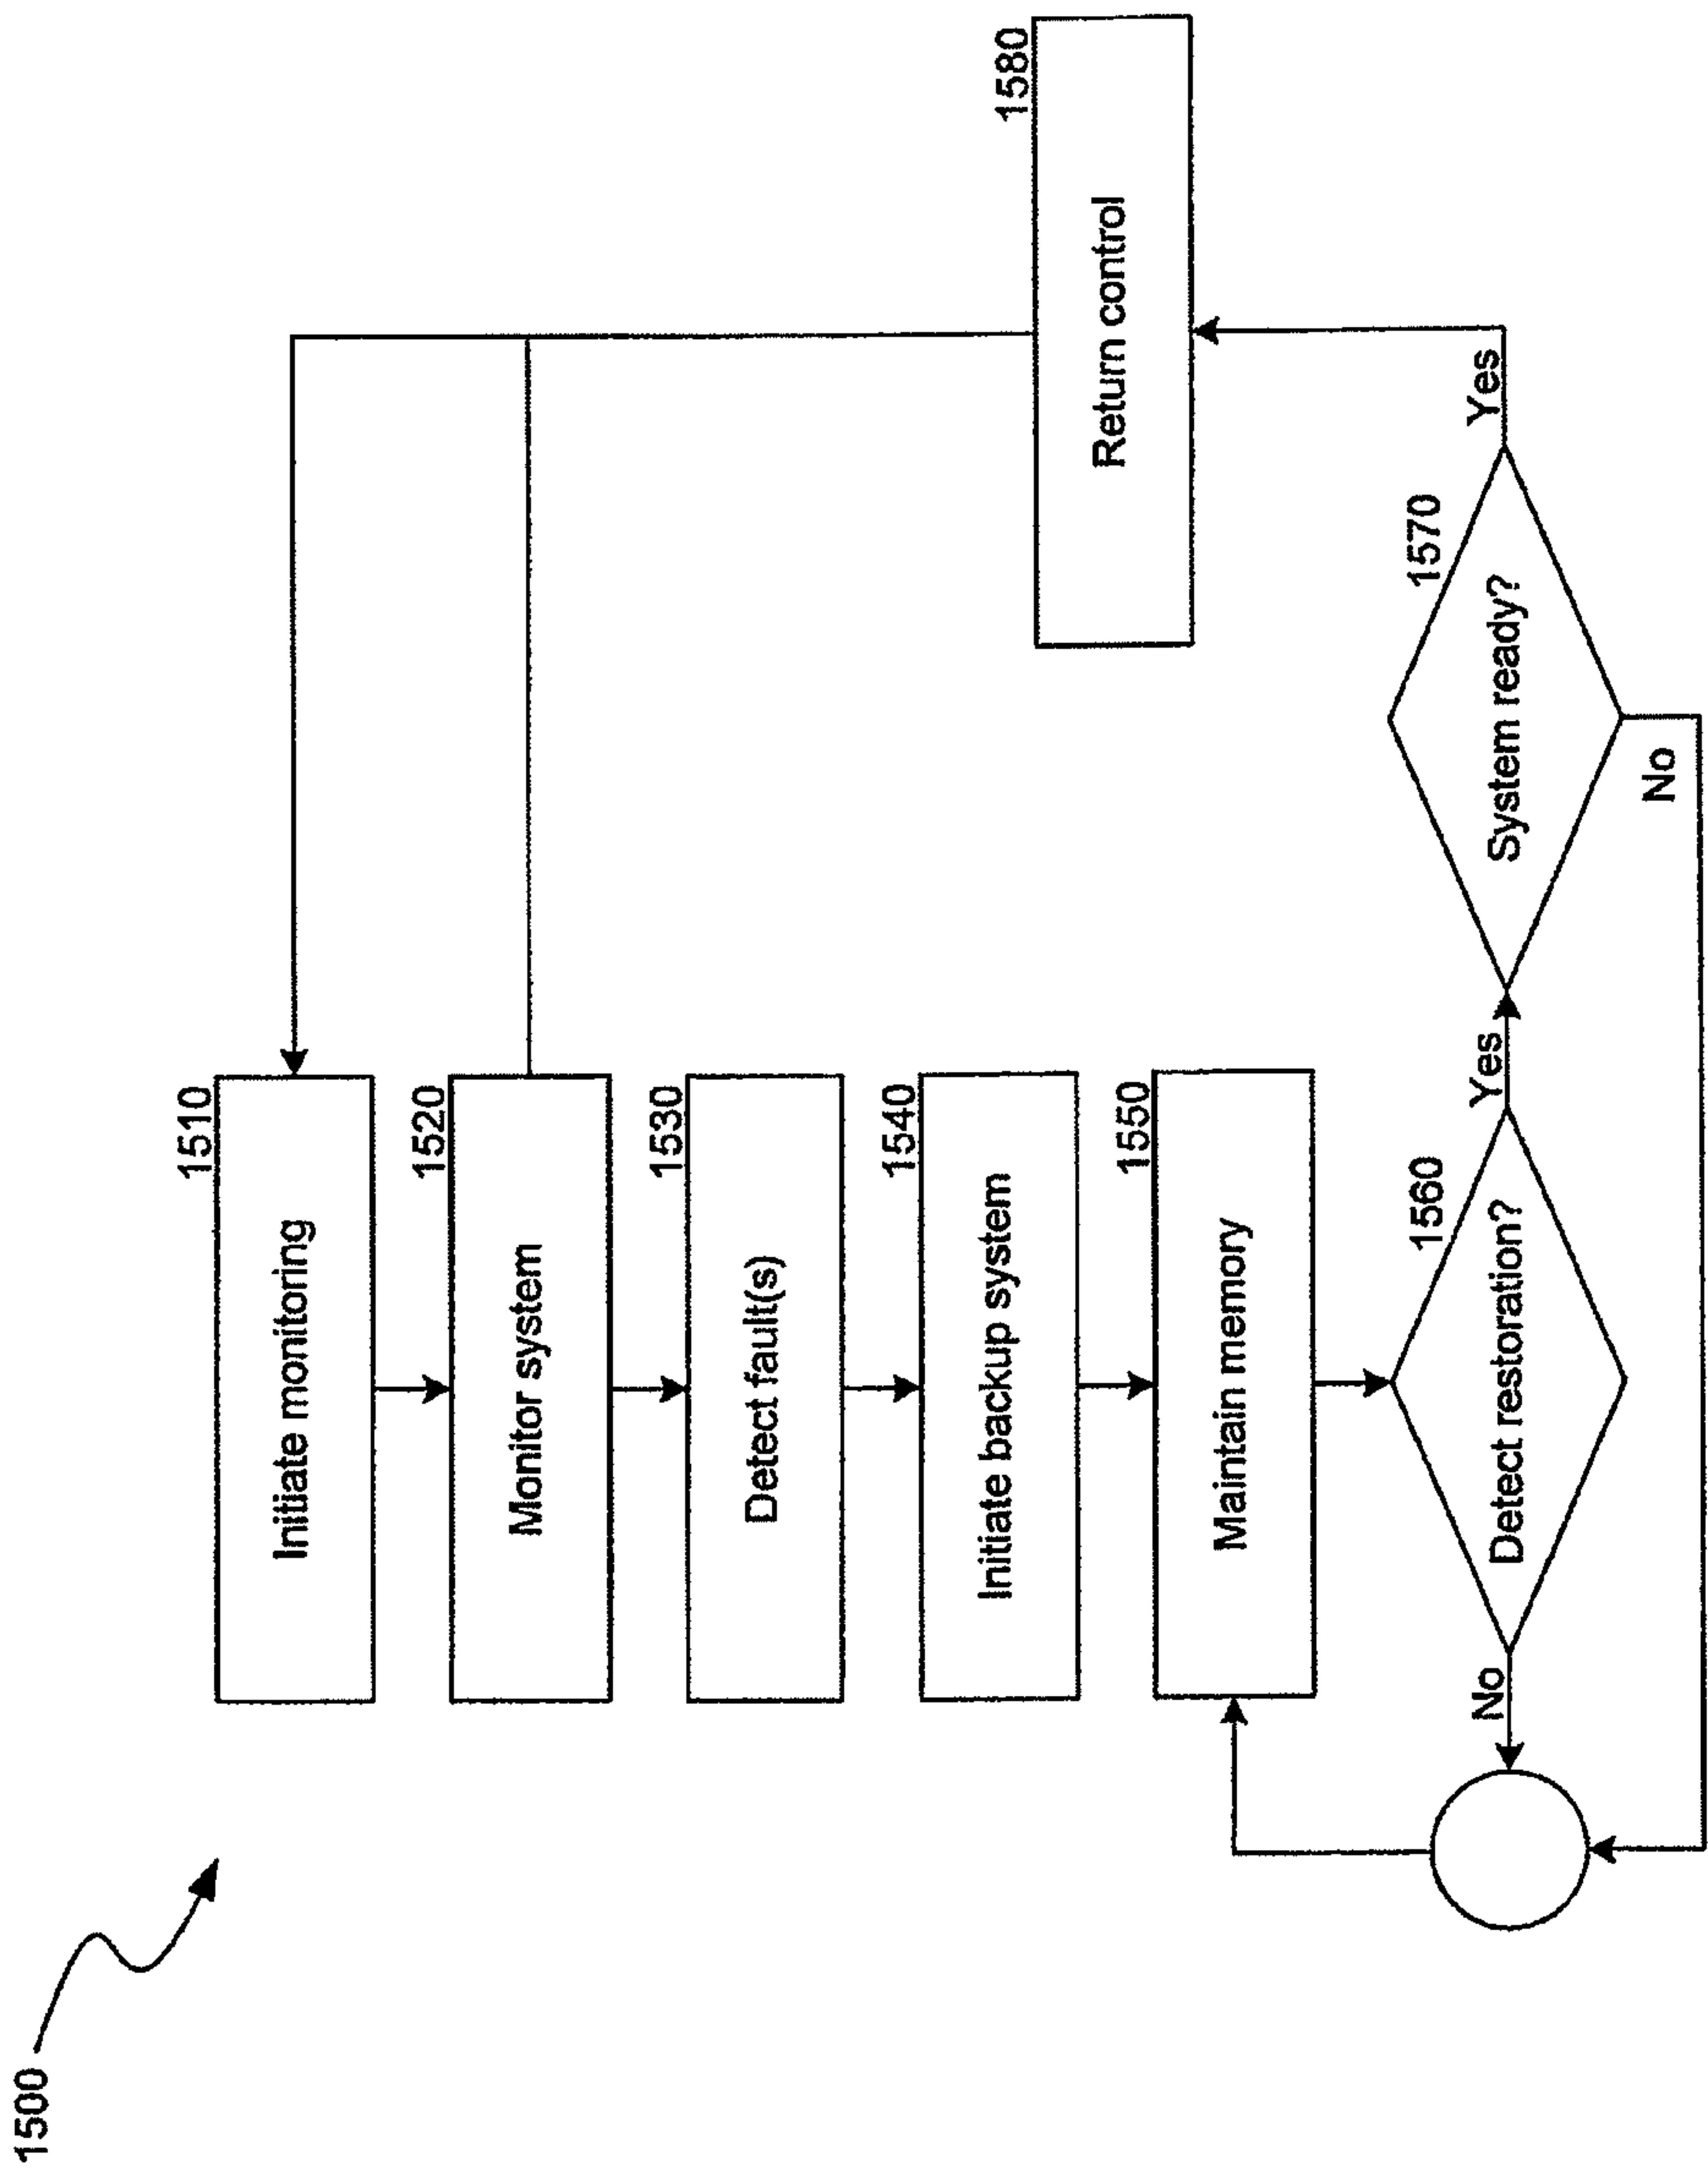 1500
1510
Initiate monitoring
1520
Monitor system
1530
Detect fault(s)
1540
Initiate backup system
1550
Maintain memory
1560
Detect restoration?
No
Yes
1570
System ready?
No
Yes
1580
Return control